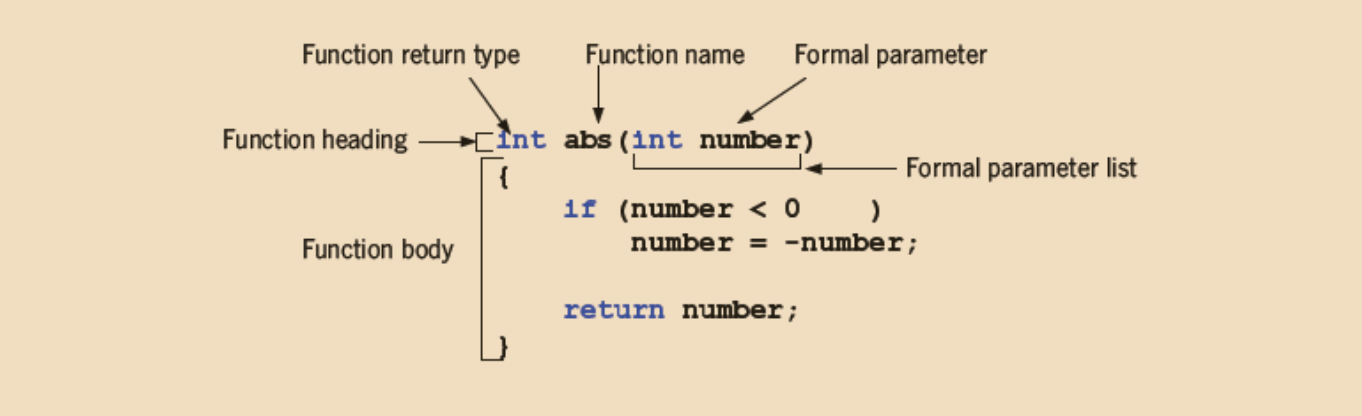 Function return type Function name Formal parameter
Function heading int abs(int number)
Formal parameter list
{
if (number < 0    )
Function body number = -number;
return number;
}